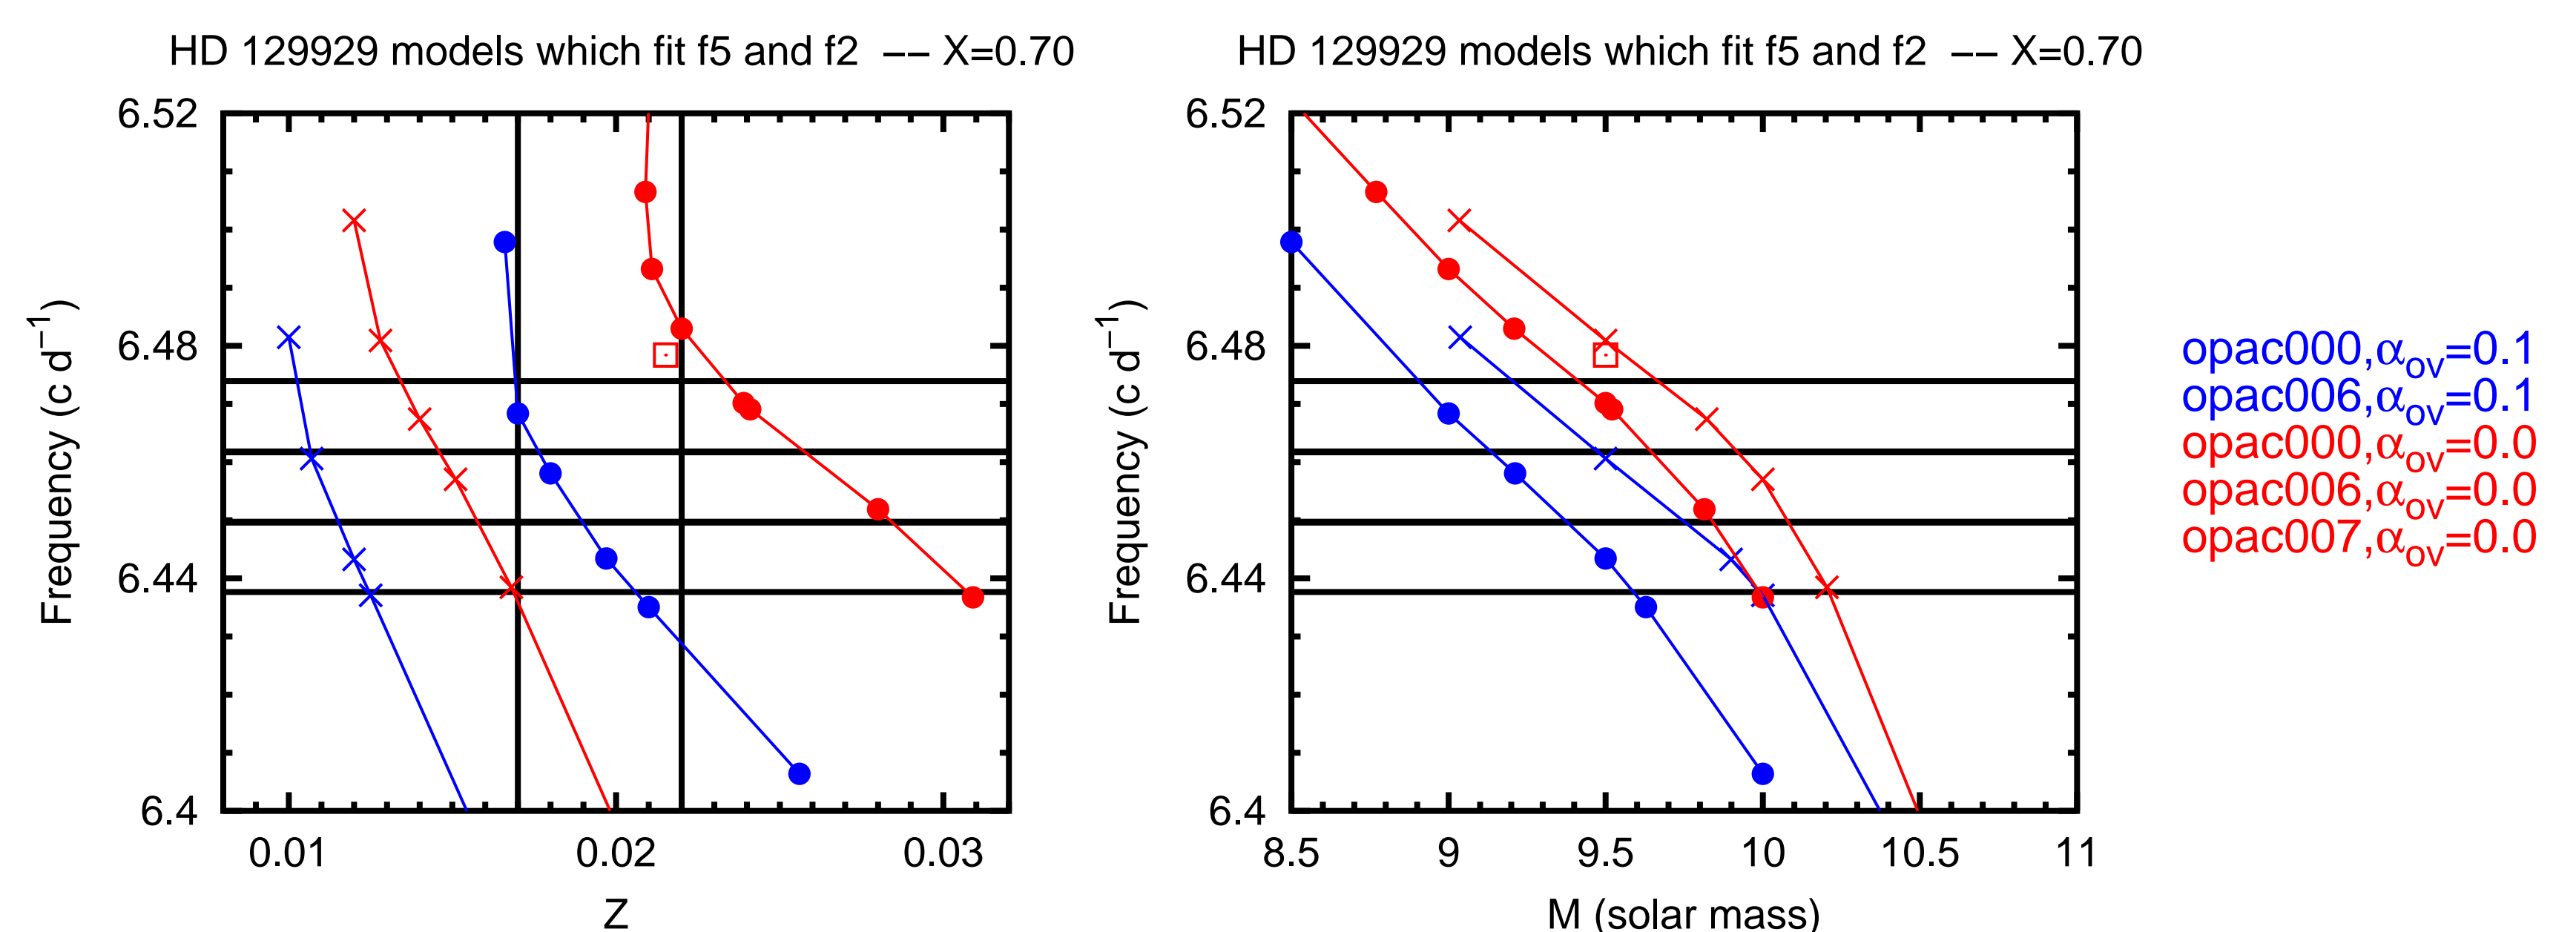 HD 129929 models which fit f5 and f2 −− X=0.70
6.52
6.48
6.44
6.4
Frequency (c d⁻¹)
0.01 0.02 0.03
Z
HD 129929 models which fit f5 and f2 −− X=0.70
6.52
6.48
6.44
6.4
Frequency (c d⁻¹)
8.5 9 9.5 10 10.5 11
M (solar mass)
opac000,αov=0.1
opac006,αov=0.1
opac000,αov=0.0
opac006,αov=0.0
opac007,αov=0.0